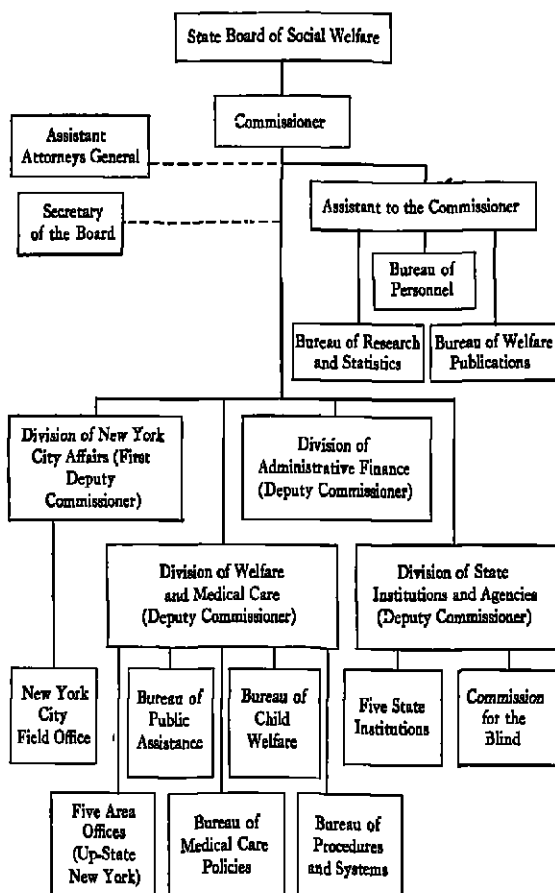 State Board of Social Welfare
Commissioner
Assistant
Attorneys General
Secretary
of the Board
Assistant to the Commissioner
Bureau of
Personnel
Bureau of Research
and Statistics
Bureau of Welfare
Publications
Division of New York
City Affairs (First
Deputy
Commissioner)
Division of
Administrative Finance
(Deputy Commissioner)
Division of Welfare
and Medical Care
(Deputy Commissioner)
Division of State
Institutions and Agencies
(Deputy Commissioner)
New York
City
Field Office
Bureau of
Public
Assistance
Bureau of
Child
Welfare
Five State
Institutions
Commission
for the
Blind
Five Area
Offices
(Up-State
New York)
Bureau of
Medical Care
Policies
Bureau of
Procedures
and Systems